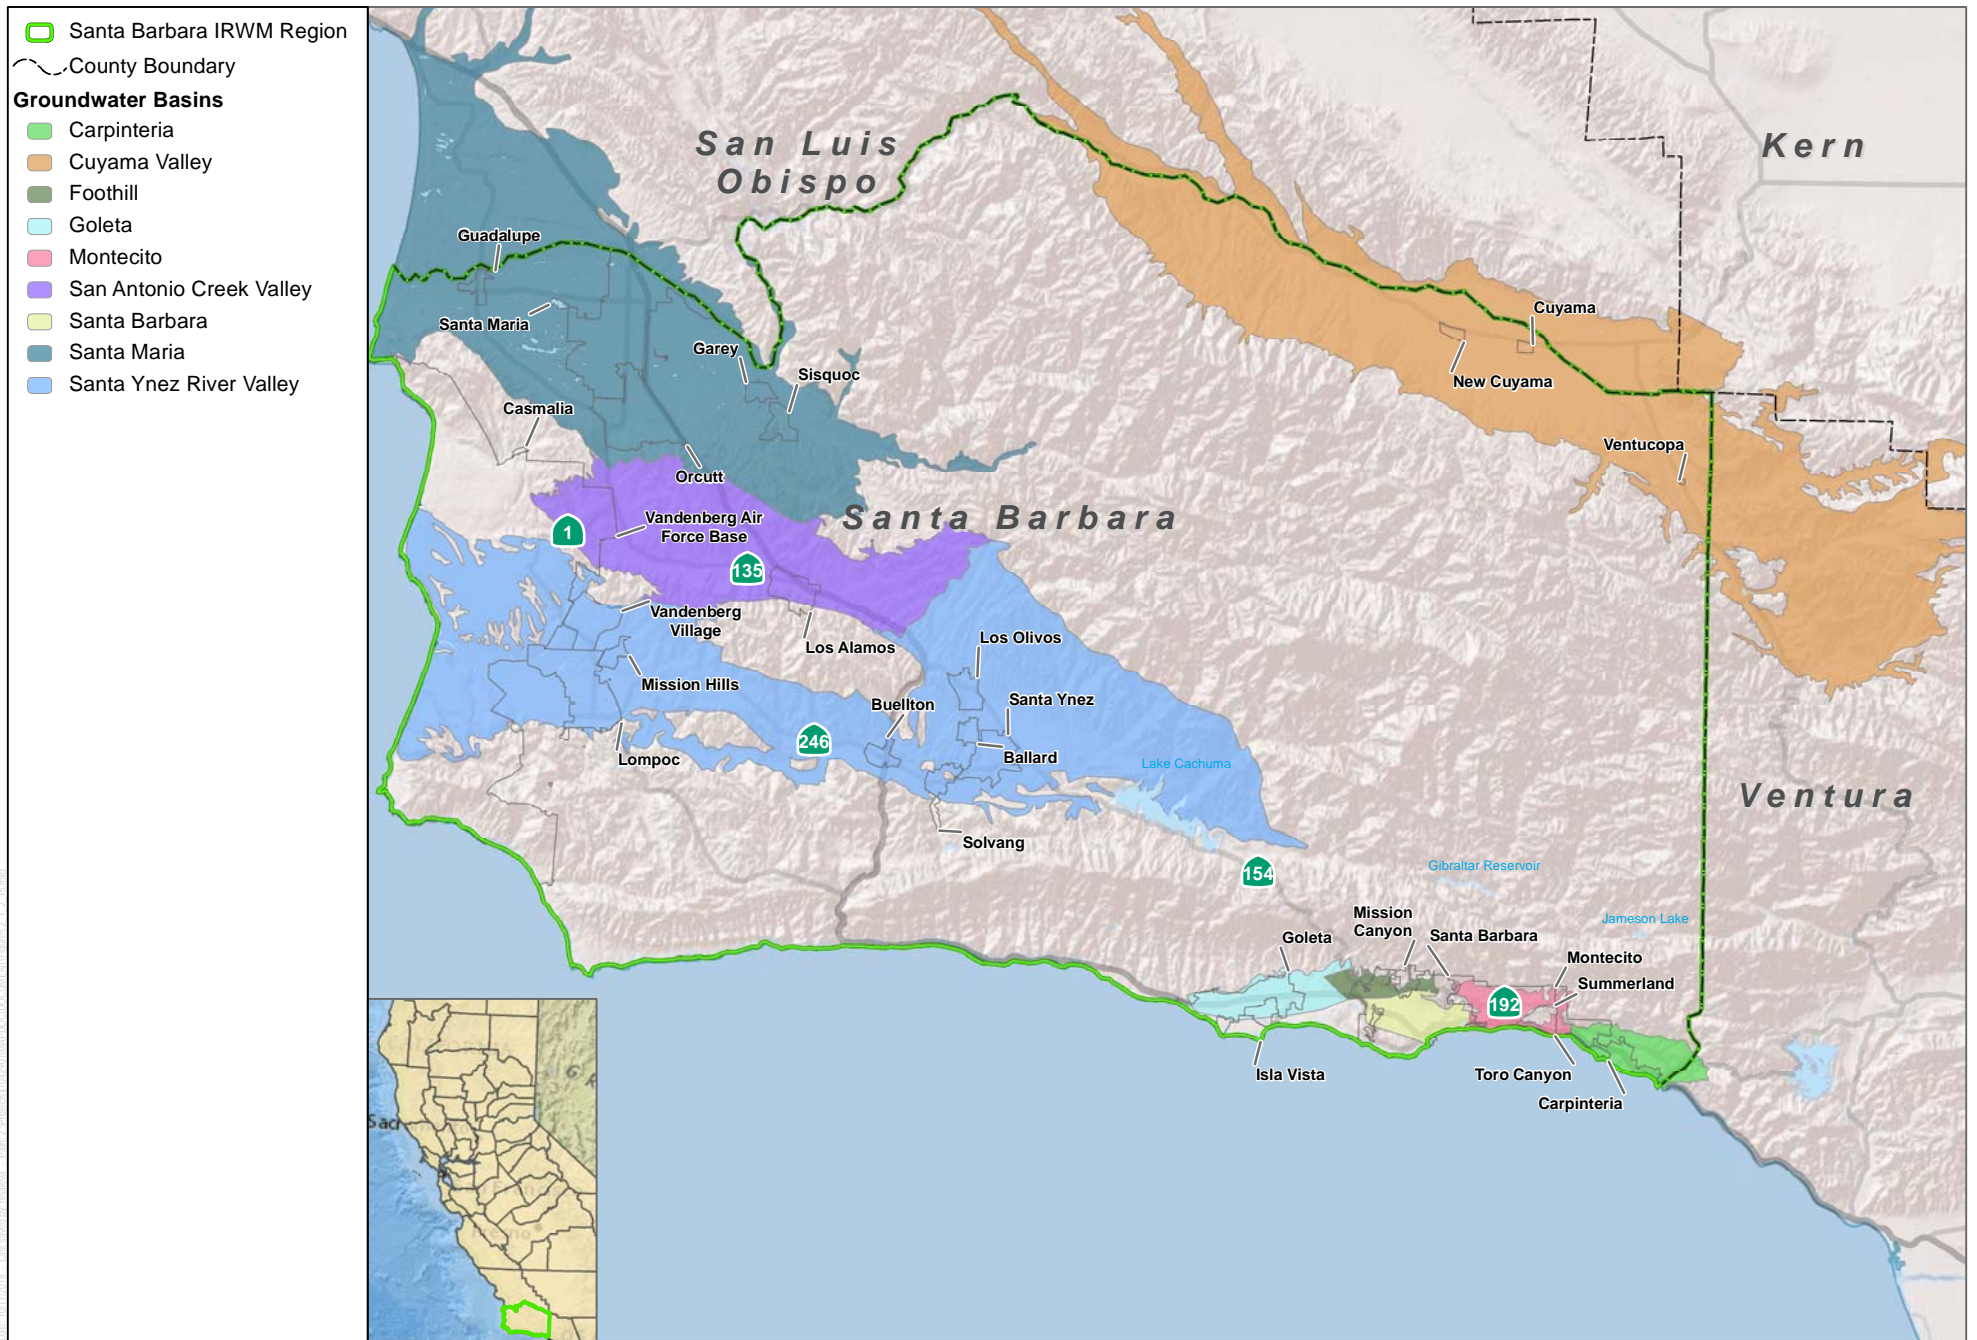 Santa Barbara IRWM Region
County Boundary
Groundwater Basins
Carpinteria
Cuyama Valley
Foothill
Goleta
Montecito
San Antonio Creek Valley
Santa Barbara
Santa Maria
Santa Ynez River Valley
San Luis
Obispo
Kern
Guadalupe
Santa Maria
Garey
Sisquoc
Cuyama
New Cuyama
Casmalia
Ventucopa
Orcutt
Santa Barbara
1
Vandenberg Air
Force Base
135
Vandenberg
Village
Los Alamos
Los Olivos
Mission Hills
Buellton
Santa Ynez
246
Ballard
Lompoc
Lake Cachuma
Ventura
Solvang
154
Gibraltar Reservoir
Jameson Lake
Mission
Canyon
Goleta
Santa Barbara
Montecito
Summerland
192
Isla Vista
Toro Canyon
Carpinteria